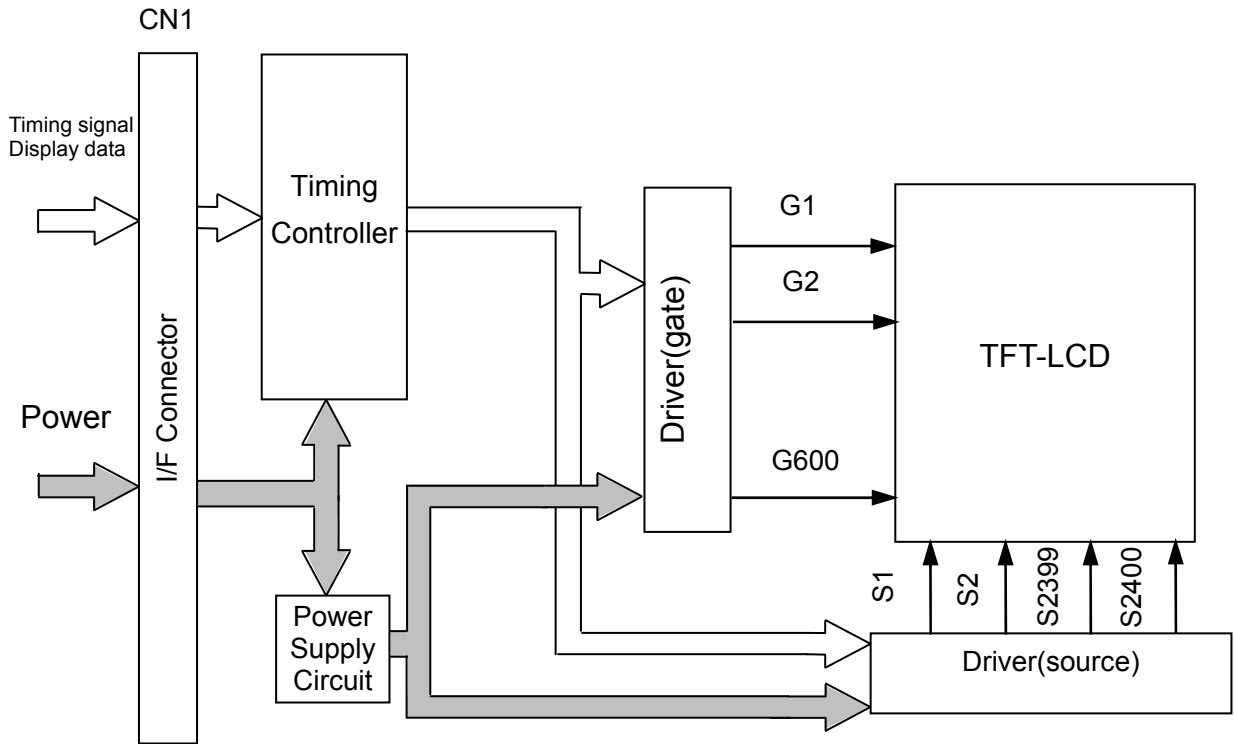 CN1
Timing signal
Display data
Power
I/F Connector
Timing
Controller
Power
Supply
Circuit
Driver(gate)
G1
G2
G600
TFT-LCD
S1
S2
S2399
S2400
Driver(source)